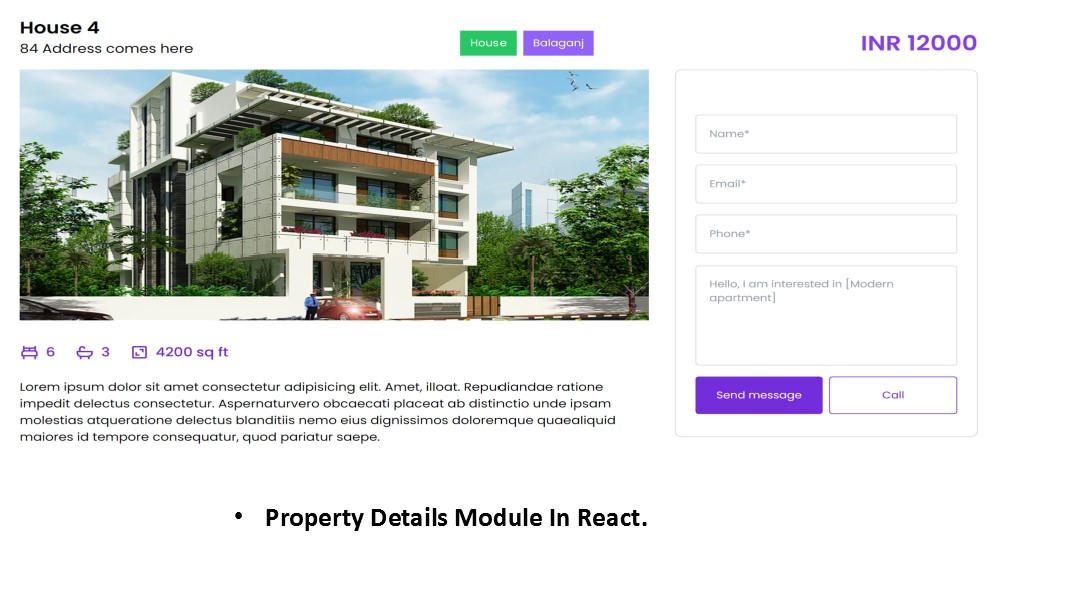 House 4
84 Address comes here
House
Balaganj
INR 12000
Name*
Email*
Phone*
Hello, I am interested in [Modern
apartment]
Send message
Call
6
3
4200 sq ft
Lorem ipsum dolor sit amet consectetur adipisicing elit. Amet, illoat. Repudiandae ratione
impedit delectus consectetur. Aspernaturvero obcaecati placeat ab distinctio unde ipsam
molestias atqueratione delectus blanditiis nemo eius dignissimos doloremque quaealiquid
maiores id tempore consequatur, quod pariatur saepe.
• Property Details Module In React.